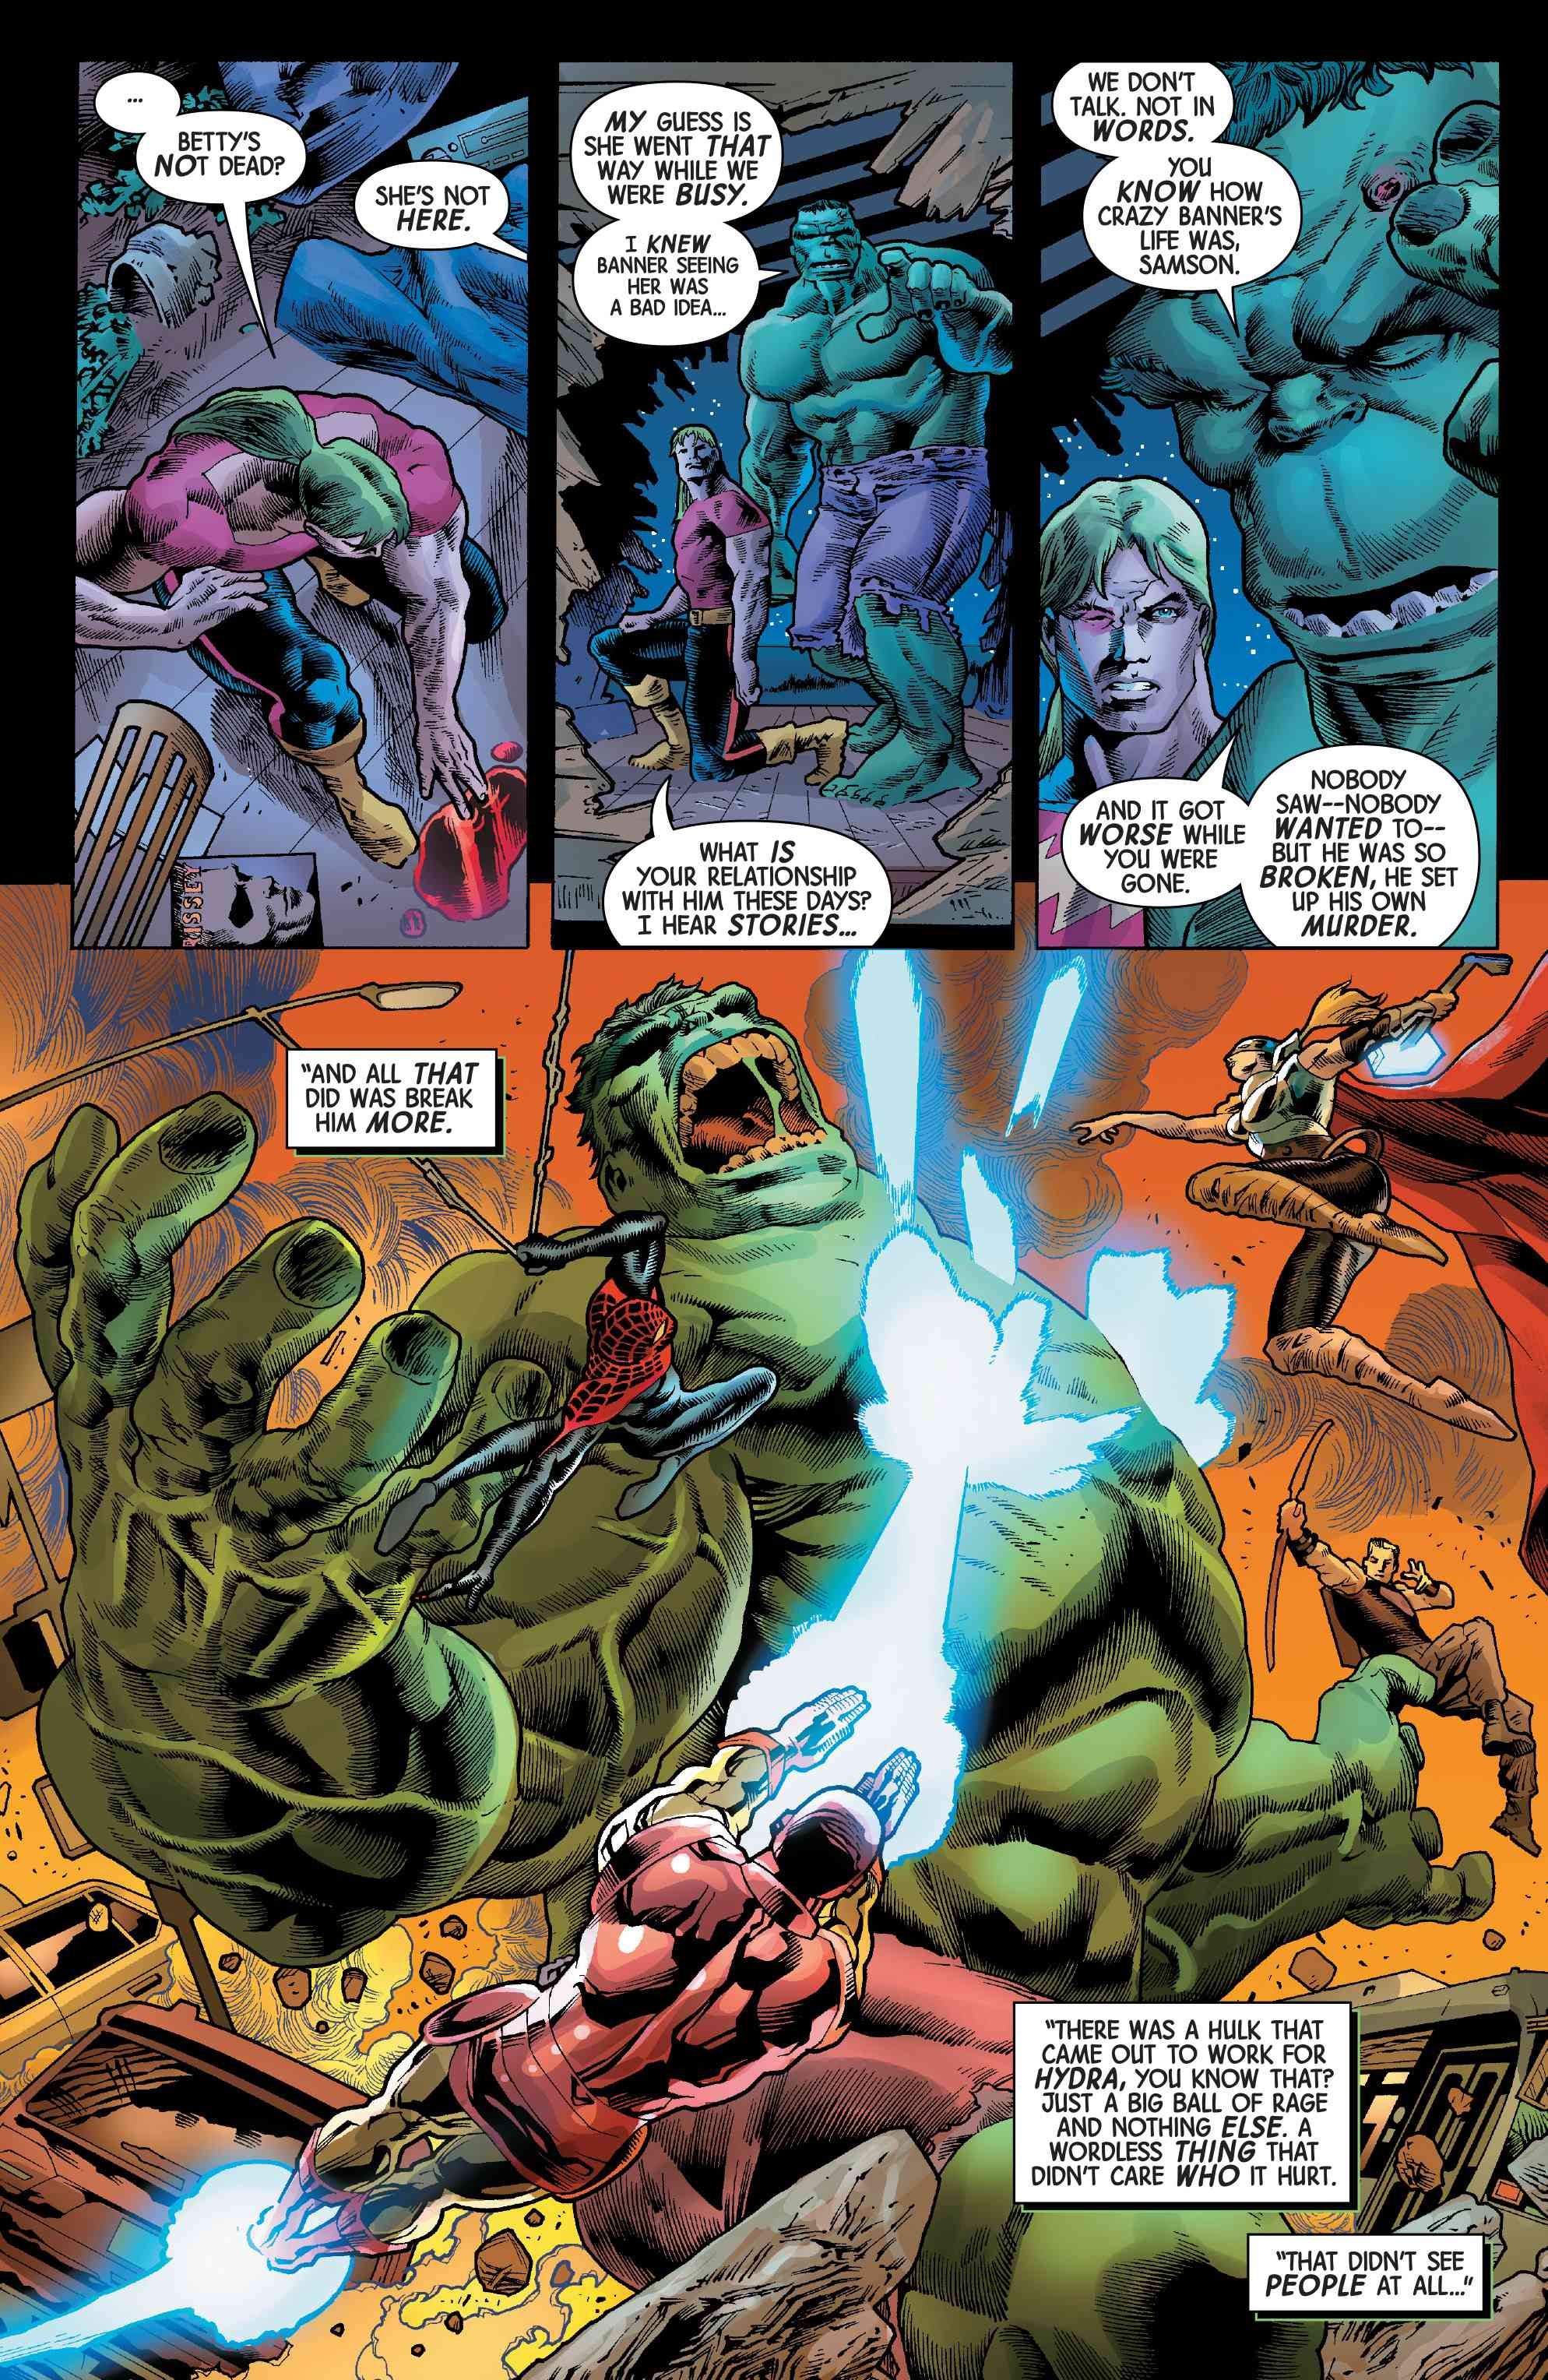 ...
BETTY'S
NOT DEAD?
SHE'S NOT
HERE.
RISSEY
MY GUESS IS
SHE WENT THAT
WAY WHILE WE
WERE BUSY.
I KNEW
BANNER SEEING
HER WAS
A BAD IDEA...
WHAT IS
YOUR RELATIONSHIP
WITH HIM THESE DAYS?
I HEAR STORIES...
WE DON'T
TALK. NOT IN
WORDS.
YOU
KNOW HOW
CRAZY BANNER'S
LIFE WAS,
SAMSON.
AND IT GOT
WORSE WHILE
YOU WERE
GONE.
NOBODY
SAW--NOBODY
WANTED TO--
BUT HE WAS SO
BROKEN, HE SET
UP HIS OWN
MURDER.
"AND ALL THAT
DID WAS BREAK
HIM MORE.
"THERE WAS A HULK THAT
CAME OUT TO WORK FOR
HYDRA, YOU KNOW THAT?
JUST A BIG BALL OF RAGE
AND NOTHING ELSE. A
WORDLESS THING THAT
DIDN'T CARE WHO IT HURT.
"THAT DIDN'T SEE
PEOPLE AT ALL..."